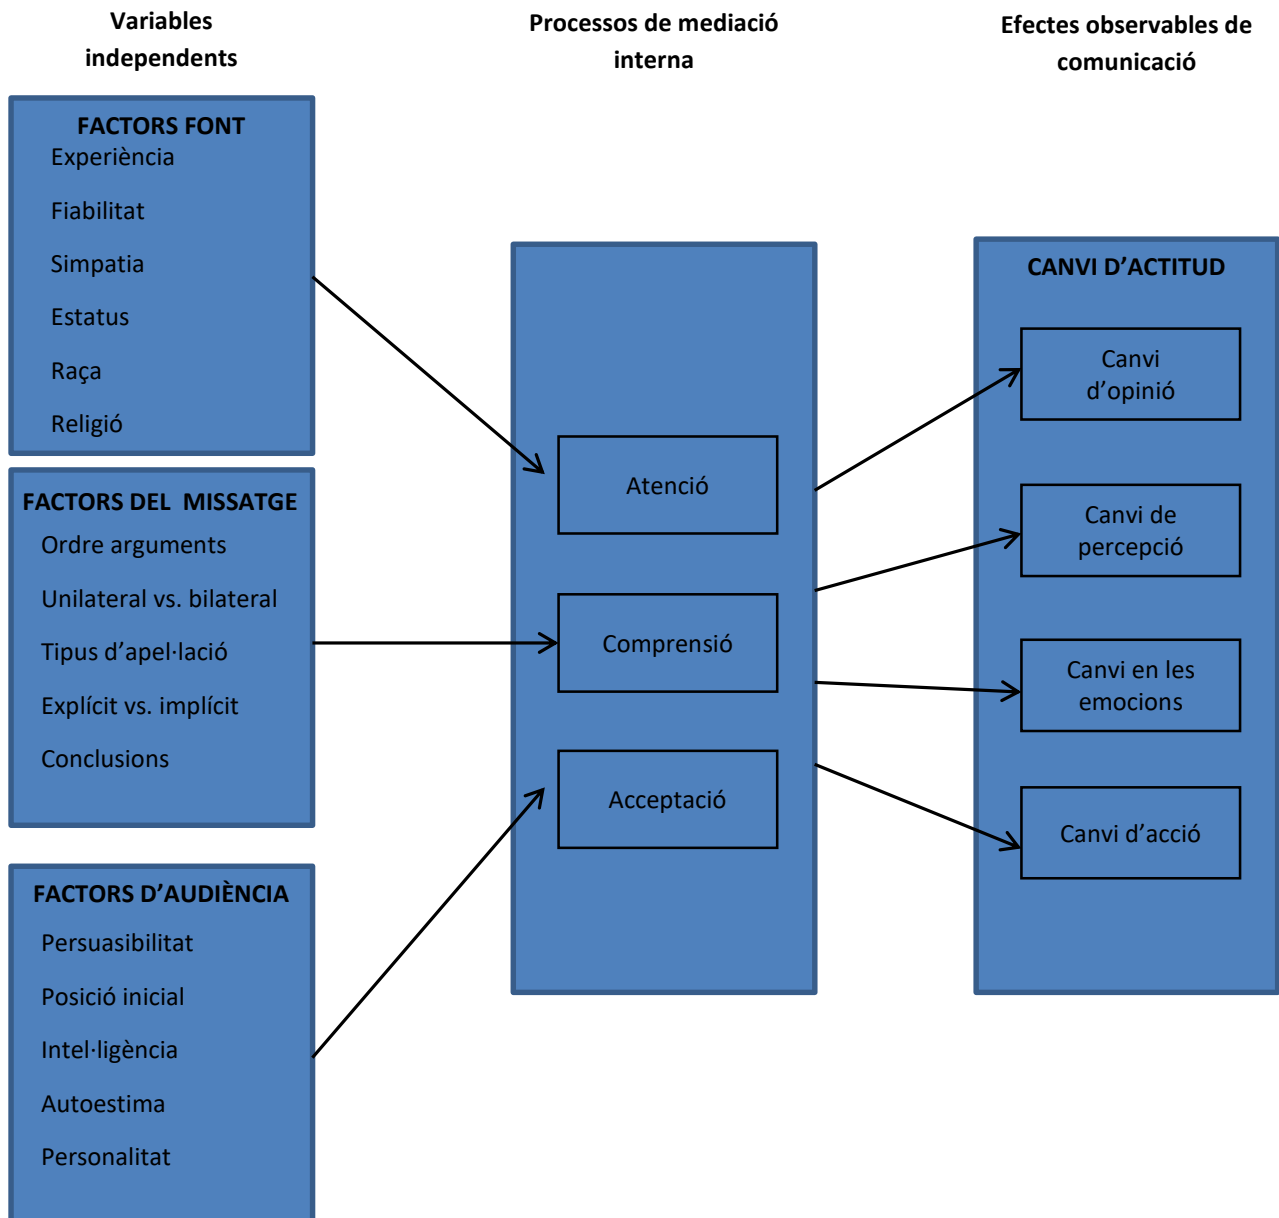 Variables
independents
Processos de mediació
interna
Efectes observables de
comunicació
FACTORS FONT
Experiència
Fiabilitat
Simpatia
Estatus
Raça
Religió
FACTORS DEL MISSATGE
Ordre arguments
Unilateral vs. bilateral
Tipus d’apel·lació
Explícit vs. implícit
Conclusions
FACTORS D’AUDIÈNCIA
Persuasibilitat
Posició inicial
Intel·ligència
Autoestima
Personalitat
Atenció
Comprensió
Acceptació
CANVI D’ACTITUD
Canvi
d’opinió
Canvi de
percepció
Canvi en les
emocions
Canvi d’acció